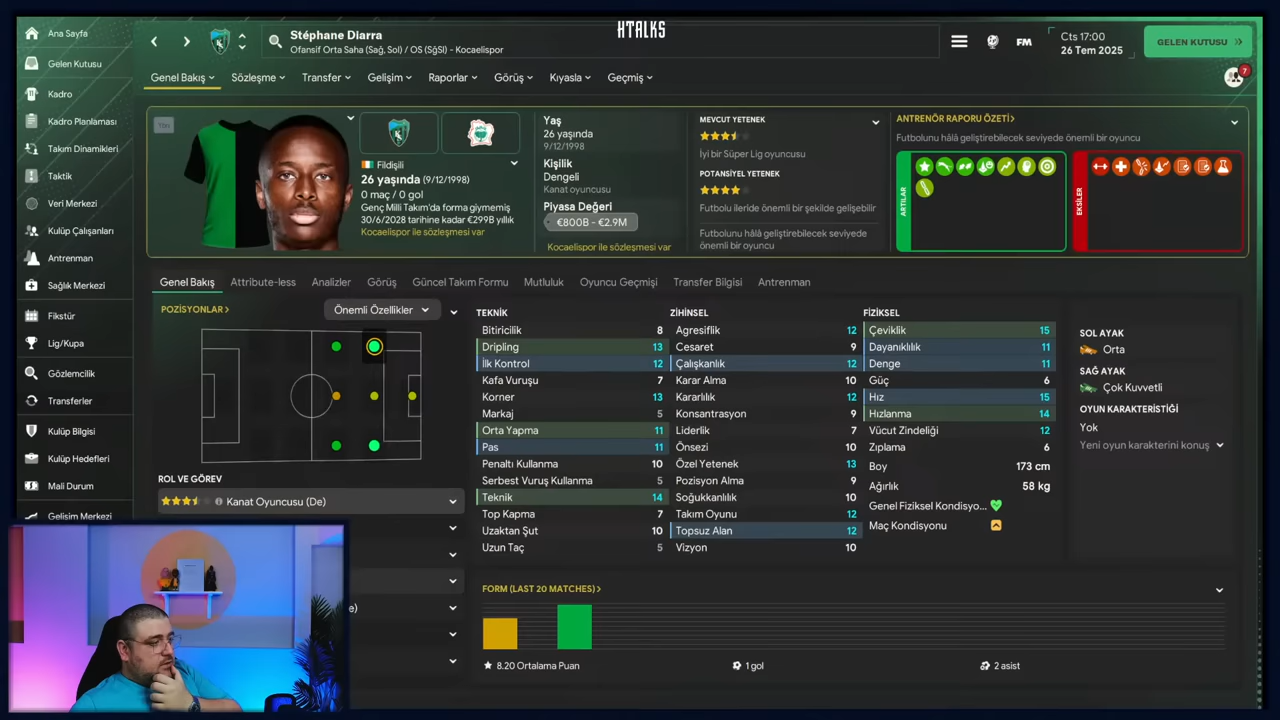 HTALKS
Ana Sayfa
Gelen Kutusu
Kadro
Kadro Planlaması
Takım Dinamikleri
Taktik
Veri Merkezi
Kulüp Çalışanları
Antrenman
Sağlık Merkezi
Fikstür
Lig/Kupa
Gözlemcilik
Transferler
Kulüp Bilgisi
Kulüp Hedefleri
Mali Durum
Gelişim Merkezi
Stéphane Diarra
Ofansif Orta Saha (Sağ, Sol) / OS (SğSl) - Kocaelispor
FM
Cts 17:00
26 Tem 2025
GELEN KUTUSU
7
Genel Bakış
Sözleşme
Transfer
Gelişim
Raporlar
Görüş
Kıyasla
Geçmiş
Fildişili
26 yaşında (9/12/1998)
0 maç / 0 gol
Genç Milli Takım'da forma giymemiş
30/6/2028 tarihine kadar €299B yıllık
Kocaelispor ile sözleşmesi var
Yaş
26 yaşında
9/12/1998
Kişilik
Dengeli
Kanat oyuncusu
Piyasa Değeri
€800B - €2.9M
Kocaelispor ile sözleşmesi var
MEVCUT YETENEK
İyi bir Süper Lig oyuncusu
POTANSİYEL YETENEK
Futbolu ileride önemli bir şekilde gelişebilir
Futbolunu hâlâ geliştirebilecek seviyede
önemli bir oyuncu
ANTRENÖR RAPORU ÖZETİ
Futbolunu hâlâ geliştirebilecek seviyede önemli bir oyuncu
ARTILAR
EKSİLER
Genel Bakış
Attribute-less
Analizler
Görüş
Güncel Takım Formu
Mutluluk
Oyuncu Geçmişi
Transfer Bilgisi
Antrenman
POZİSYONLAR
Önemli Özellikler
ROL VE GÖREV
Kanat Oyuncusu (De)
e)
TEKNİK
Bitiricilik 8
Dripling 13
İlk Kontrol 12
Kafa Vuruşu 7
Korner 13
Markaj 5
Orta Yapma 11
Pas 11
Penaltı Kullanma 10
Serbest Vuruş Kullanma 5
Teknik 14
Top Kapma 7
Uzaktan Şut 10
Uzun Taç 5
ZİHİNSEL
Agresiflik 12
Cesaret 9
Çalışkanlık 12
Karar Alma 10
Kararlılık 12
Konsantrasyon 9
Liderlik 7
Önsezi 10
Özel Yetenek 13
Pozisyon Alma 9
Soğukkanlılık 10
Takım Oyunu 12
Topsuz Alan 12
Vizyon 10
FİZİKSEL
Çeviklik 15
Dayanıklılık 11
Denge 11
Güç 6
Hız 15
Hızlanma 14
Vücut Zindeliği 12
Zıplama 6
Boy 173 cm
Ağırlık 58 kg
Genel Fiziksel Kondisyo...
Maç Kondisyonu
SOL AYAK
Orta
SAĞ AYAK
Çok Kuvvetli
OYUN KARAKTERİSTİĞİ
Yok
Yeni oyun karakterini konuş
FORM (LAST 20 MATCHES)
8.20 Ortalama Puan
1 gol
2 asist